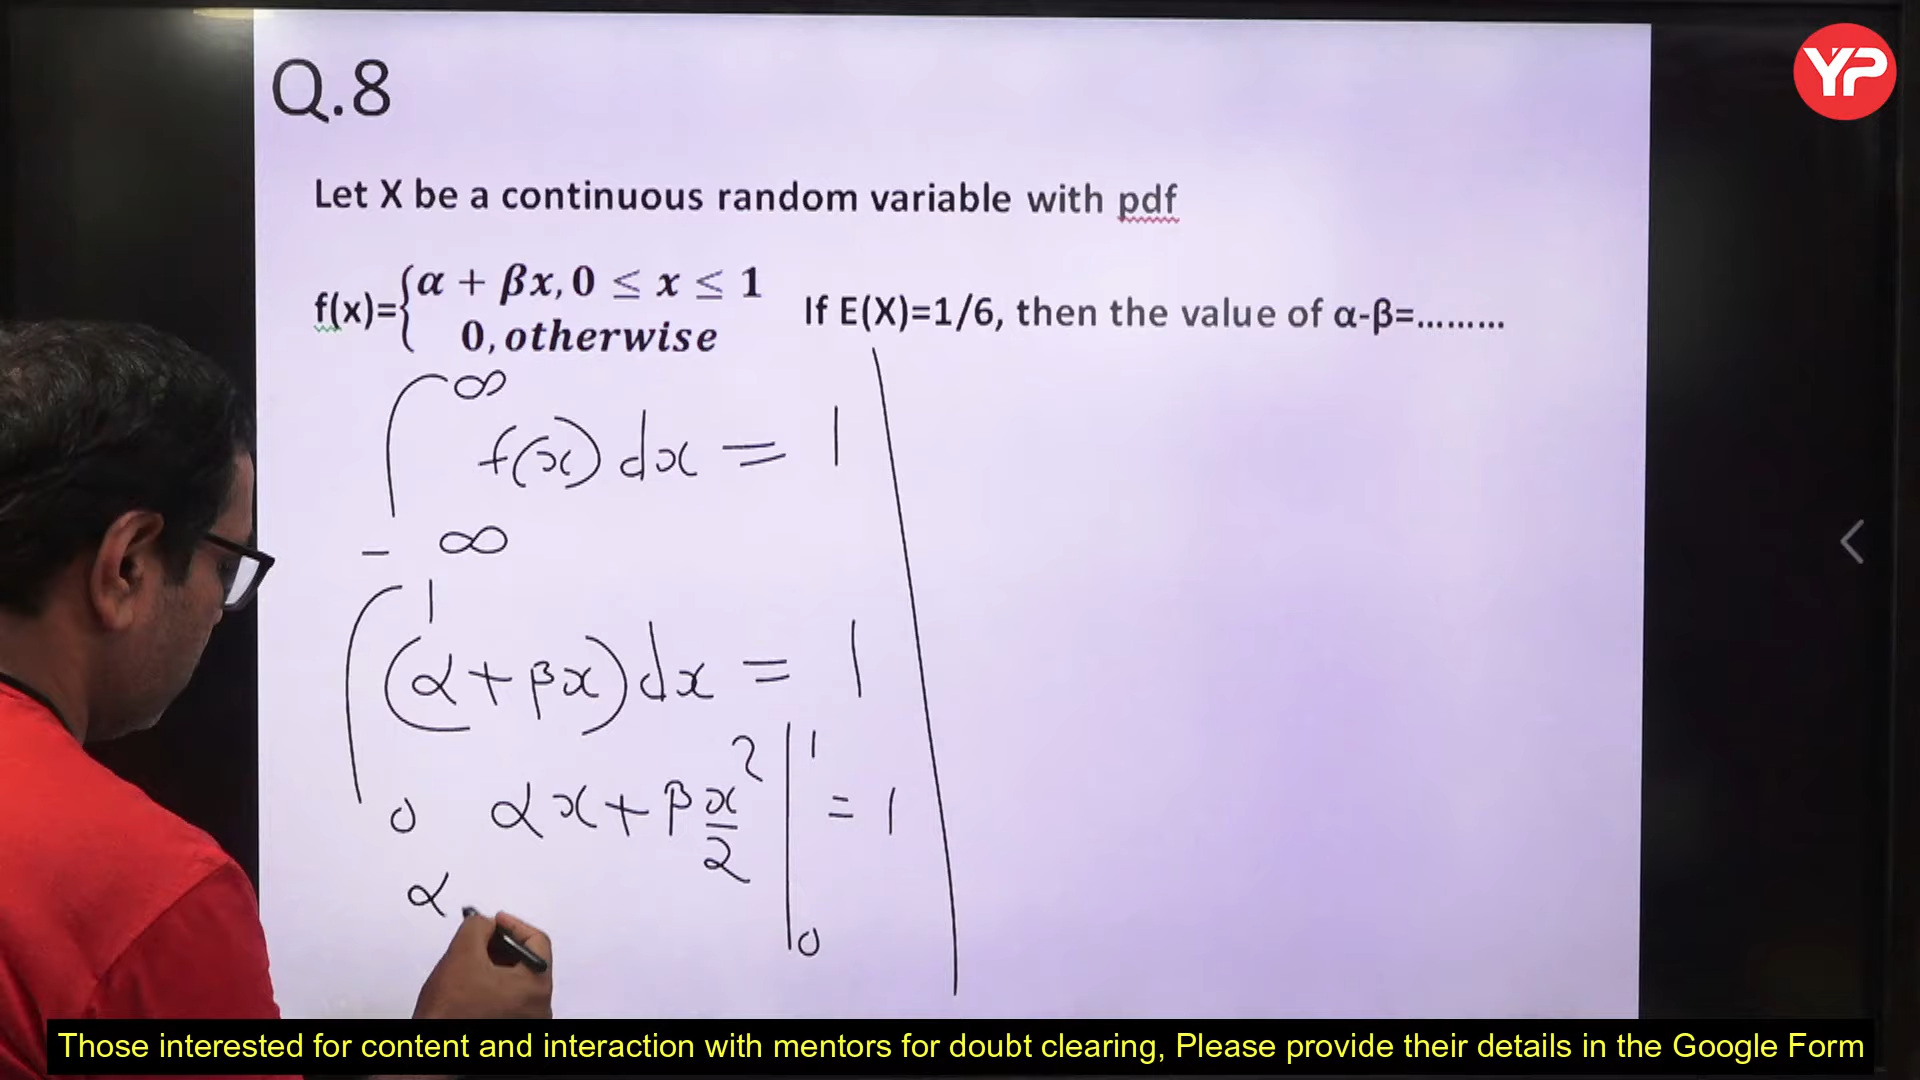 YP
Q.8
Let X be a continuous random variable with pdf
f(x)={α + βx, 0 ≤ x ≤ 1
0, otherwise
If E(X)=1/6, then the value of α-β=.........
∫_{-∞}^{∞} f(x) dx = 1
∫_0^1 (α+βx)dx = 1
αx+βx²/2 |_0^1 = 1
α
Those interested for content and interaction with mentors for doubt clearing, Please provide their details in the Google Form